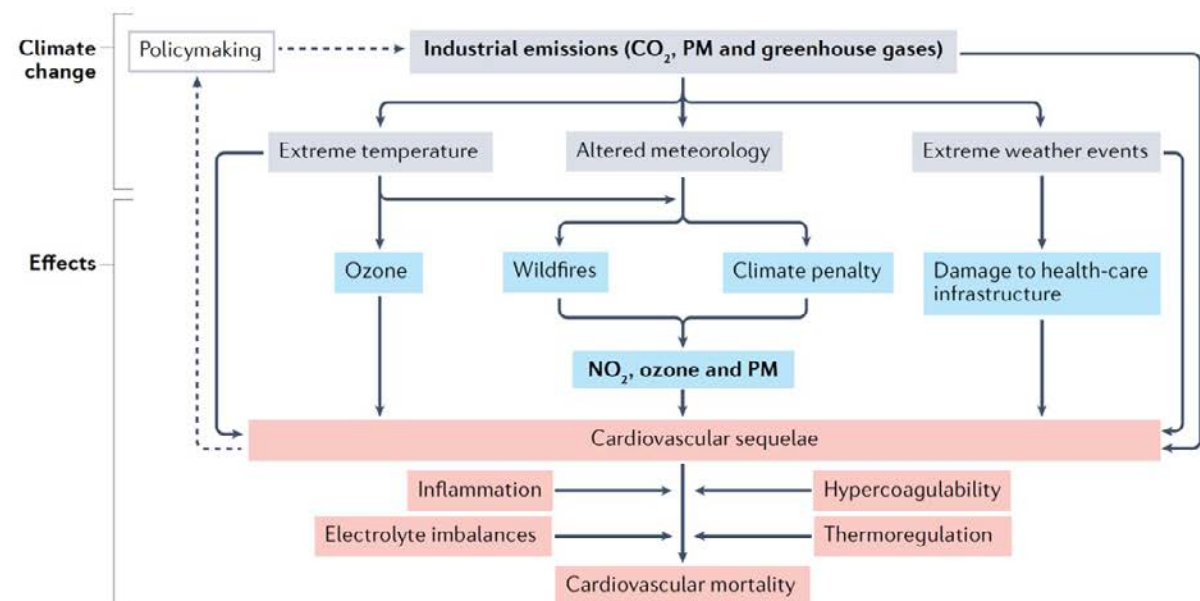 Climate
change
Policymaking
Industrial emissions (CO₂, PM and greenhouse gases)
Extreme temperature
Altered meteorology
Extreme weather events
Effects
Ozone
Wildfires
Climate penalty
Damage to health-care
infrastructure
NO₂, ozone and PM
Cardiovascular sequelae
Inflammation
Hypercoagulability
Electrolyte imbalances
Thermoregulation
Cardiovascular mortality